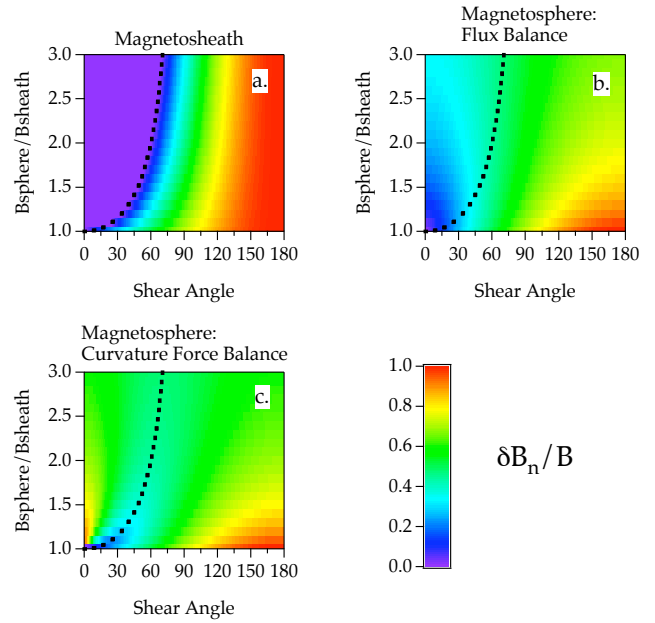 Magnetosheath
a.
3.0
2.5
2.0
1.5
1.0
Bsphere/Bsheath
0 30 60 90 120 150 180
Shear Angle
Magnetosphere:
Flux Balance
b.
3.0
2.5
2.0
1.5
1.0
Bsphere/Bsheath
0 30 60 90 120 150 180
Shear Angle
Magnetosphere:
Curvature Force Balance
c.
3.0
2.5
2.0
1.5
1.0
Bsphere/Bsheath
0 30 60 90 120 150 180
Shear Angle
1.0
0.8
0.6
0.4
0.2
0.0
δBn/B